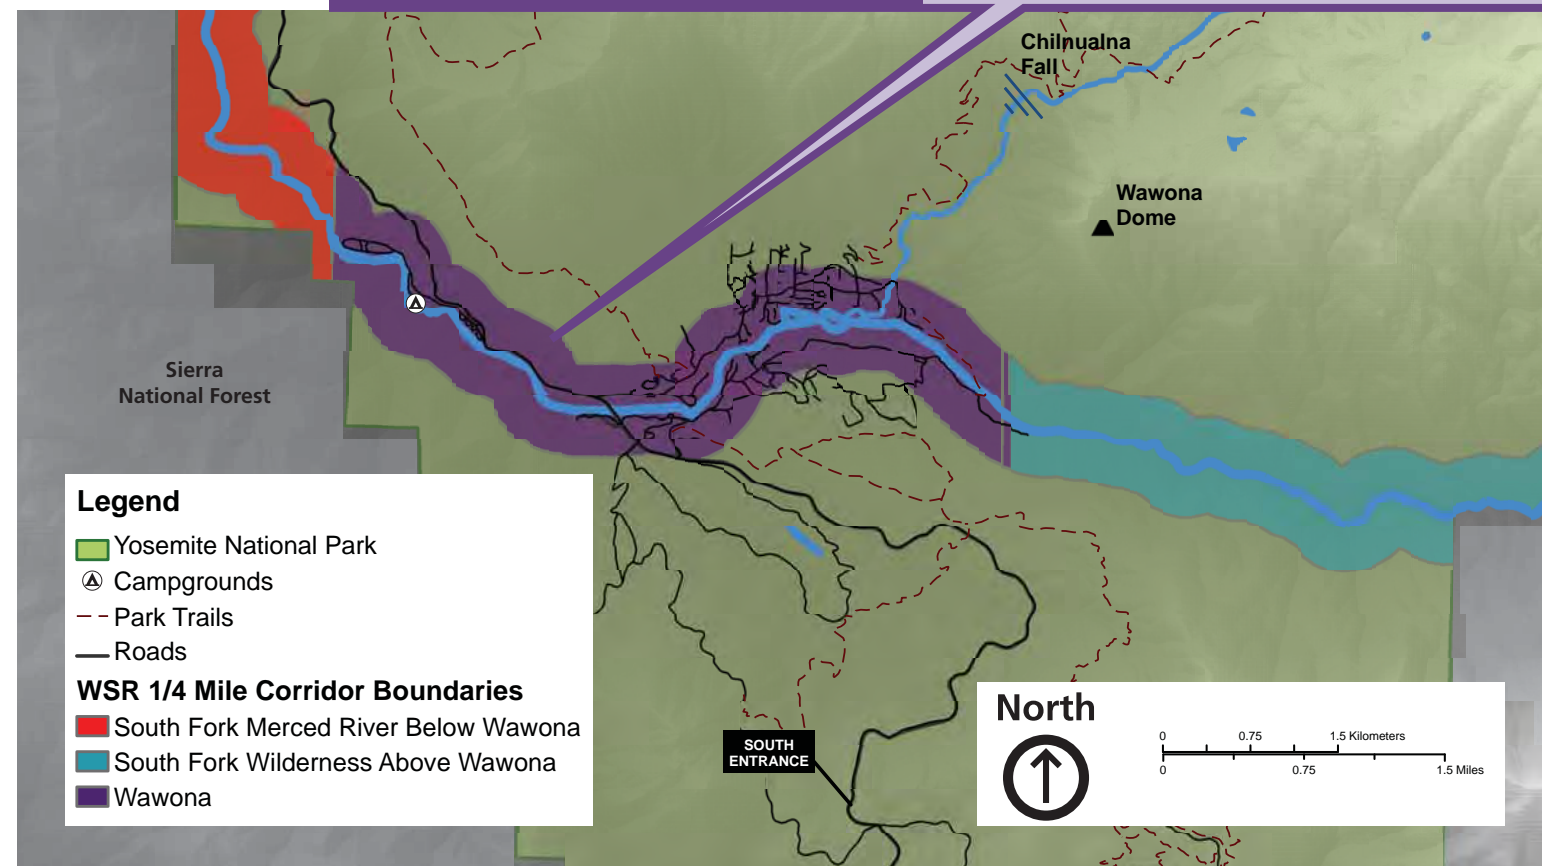 Chilnualna
Fall
Wawona
Dome
Sierra
National Forest
Legend
Yosemite National Park
Campgrounds
Park Trails
Roads
WSR 1/4 Mile Corridor Boundaries
South Fork Merced River Below Wawona
South Fork Wilderness Above Wawona
Wawona
SOUTH
ENTRANCE
North
0 0.75 1.5 Kilometers
0 0.75 1.5 Miles